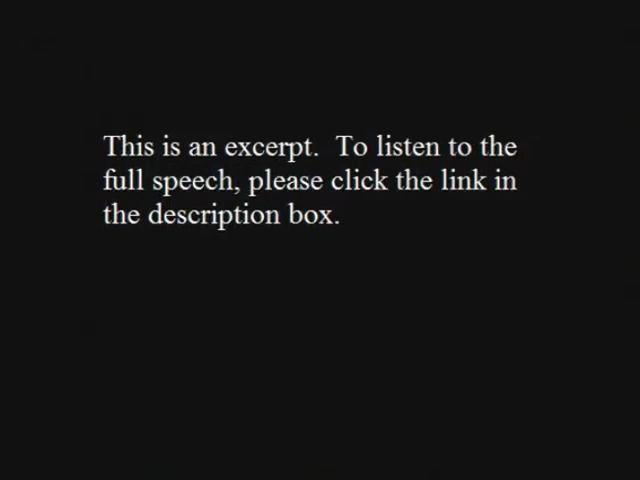 This is an excerpt.  To listen to the
full speech, please click the link in
the description box.